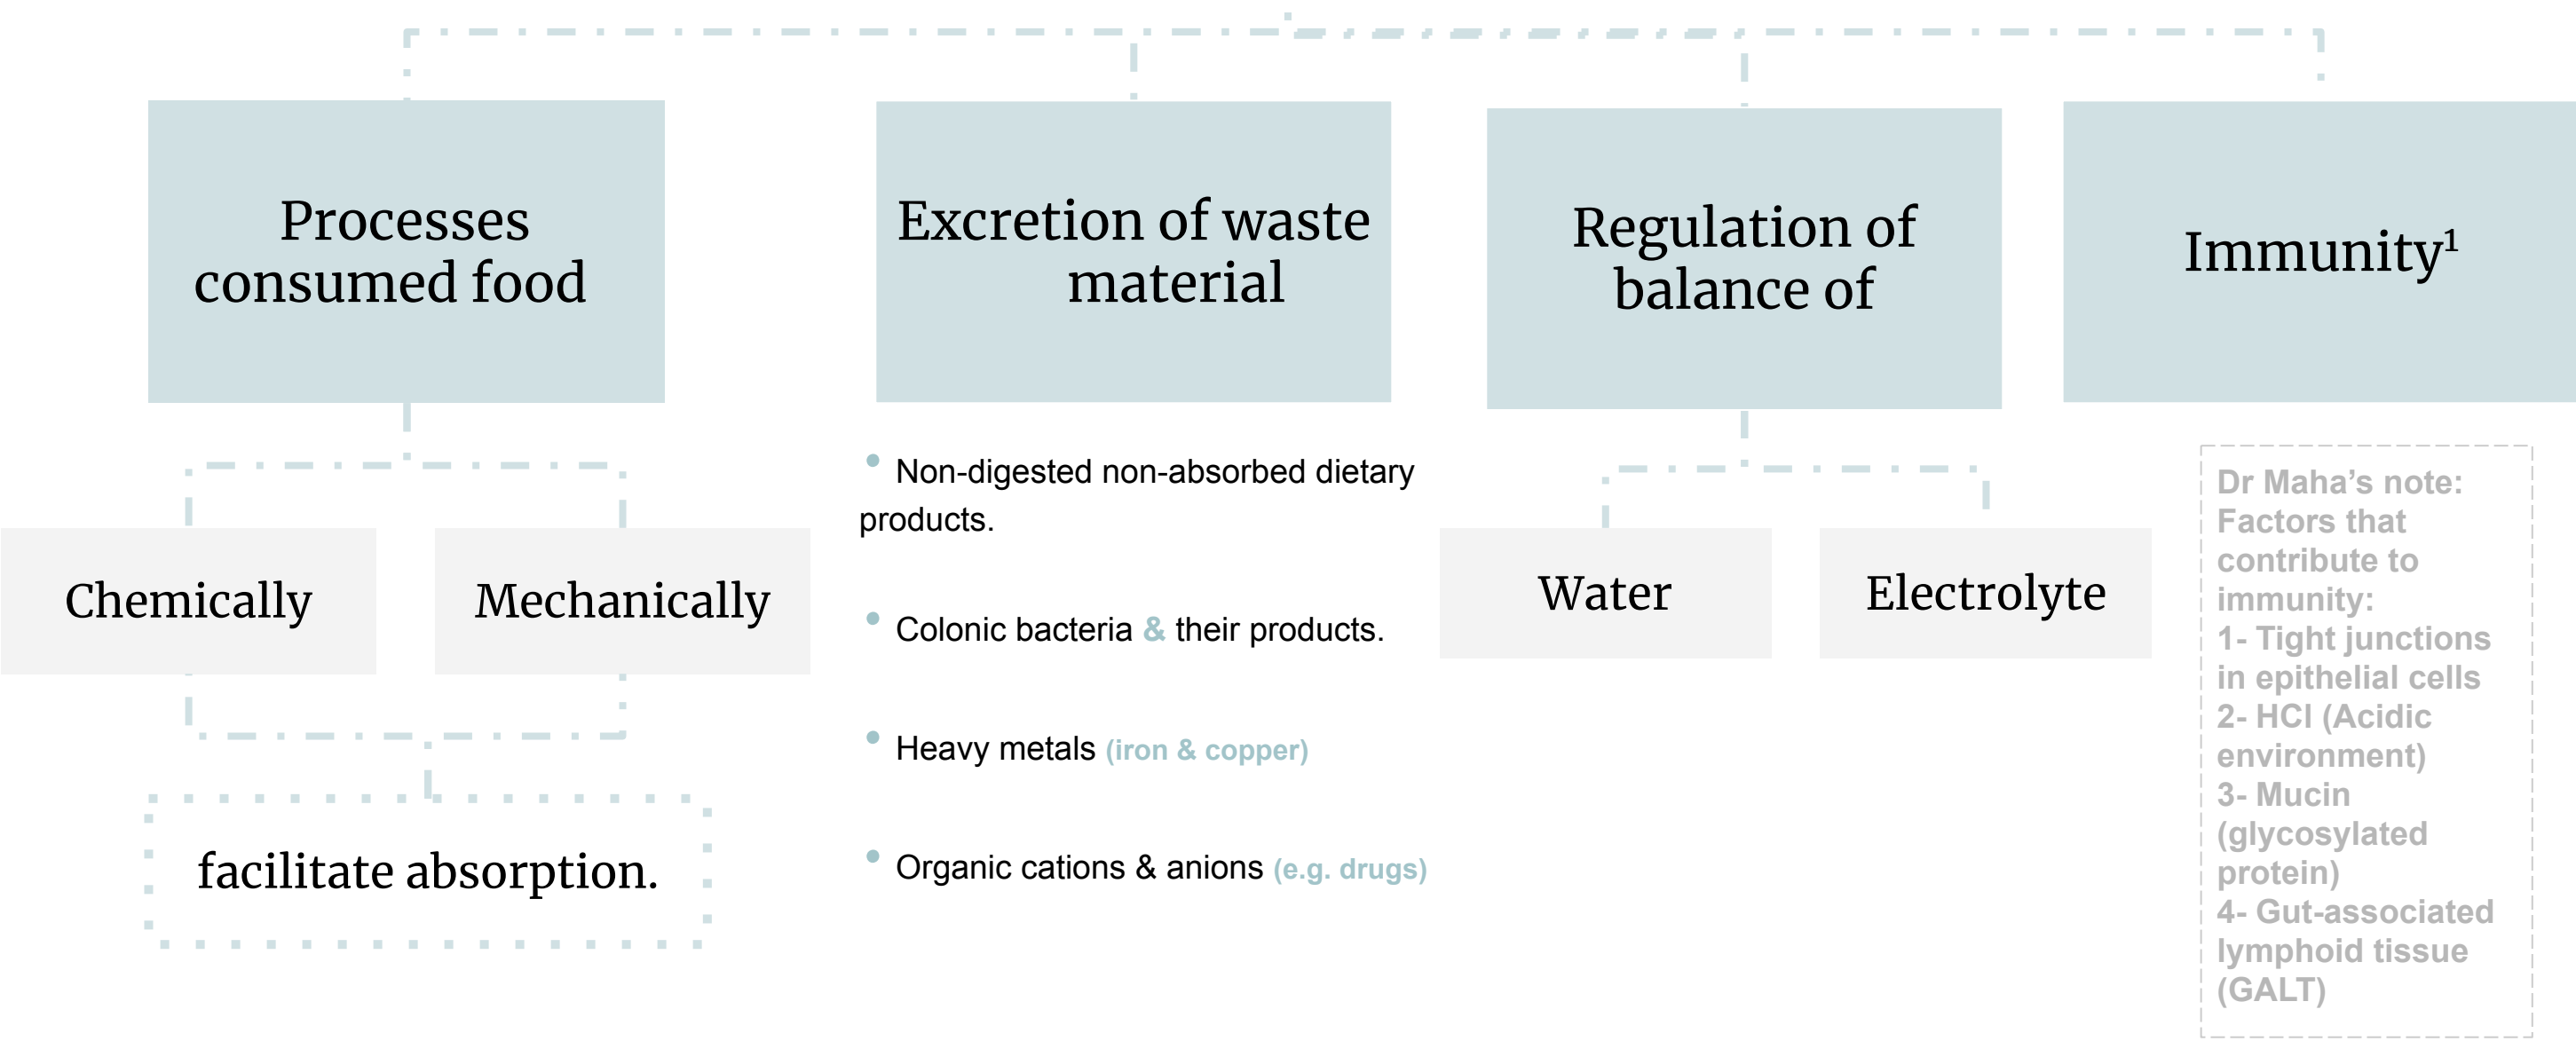 Processes
consumed food
Excretion of waste
material
Regulation of
balance of
Immunity¹
Chemically
Mechanically
facilitate absorption.
• Non-digested non-absorbed dietary
products.
• Colonic bacteria & their products.
• Heavy metals (iron & copper)
• Organic cations & anions (e.g. drugs)
Water
Electrolyte
Dr Maha’s note:
Factors that
contribute to
immunity:
1- Tight junctions
in epithelial cells
2- HCl (Acidic
environment)
3- Mucin
(glycosylated
protein)
4- Gut-associated
lymphoid tissue
(GALT)